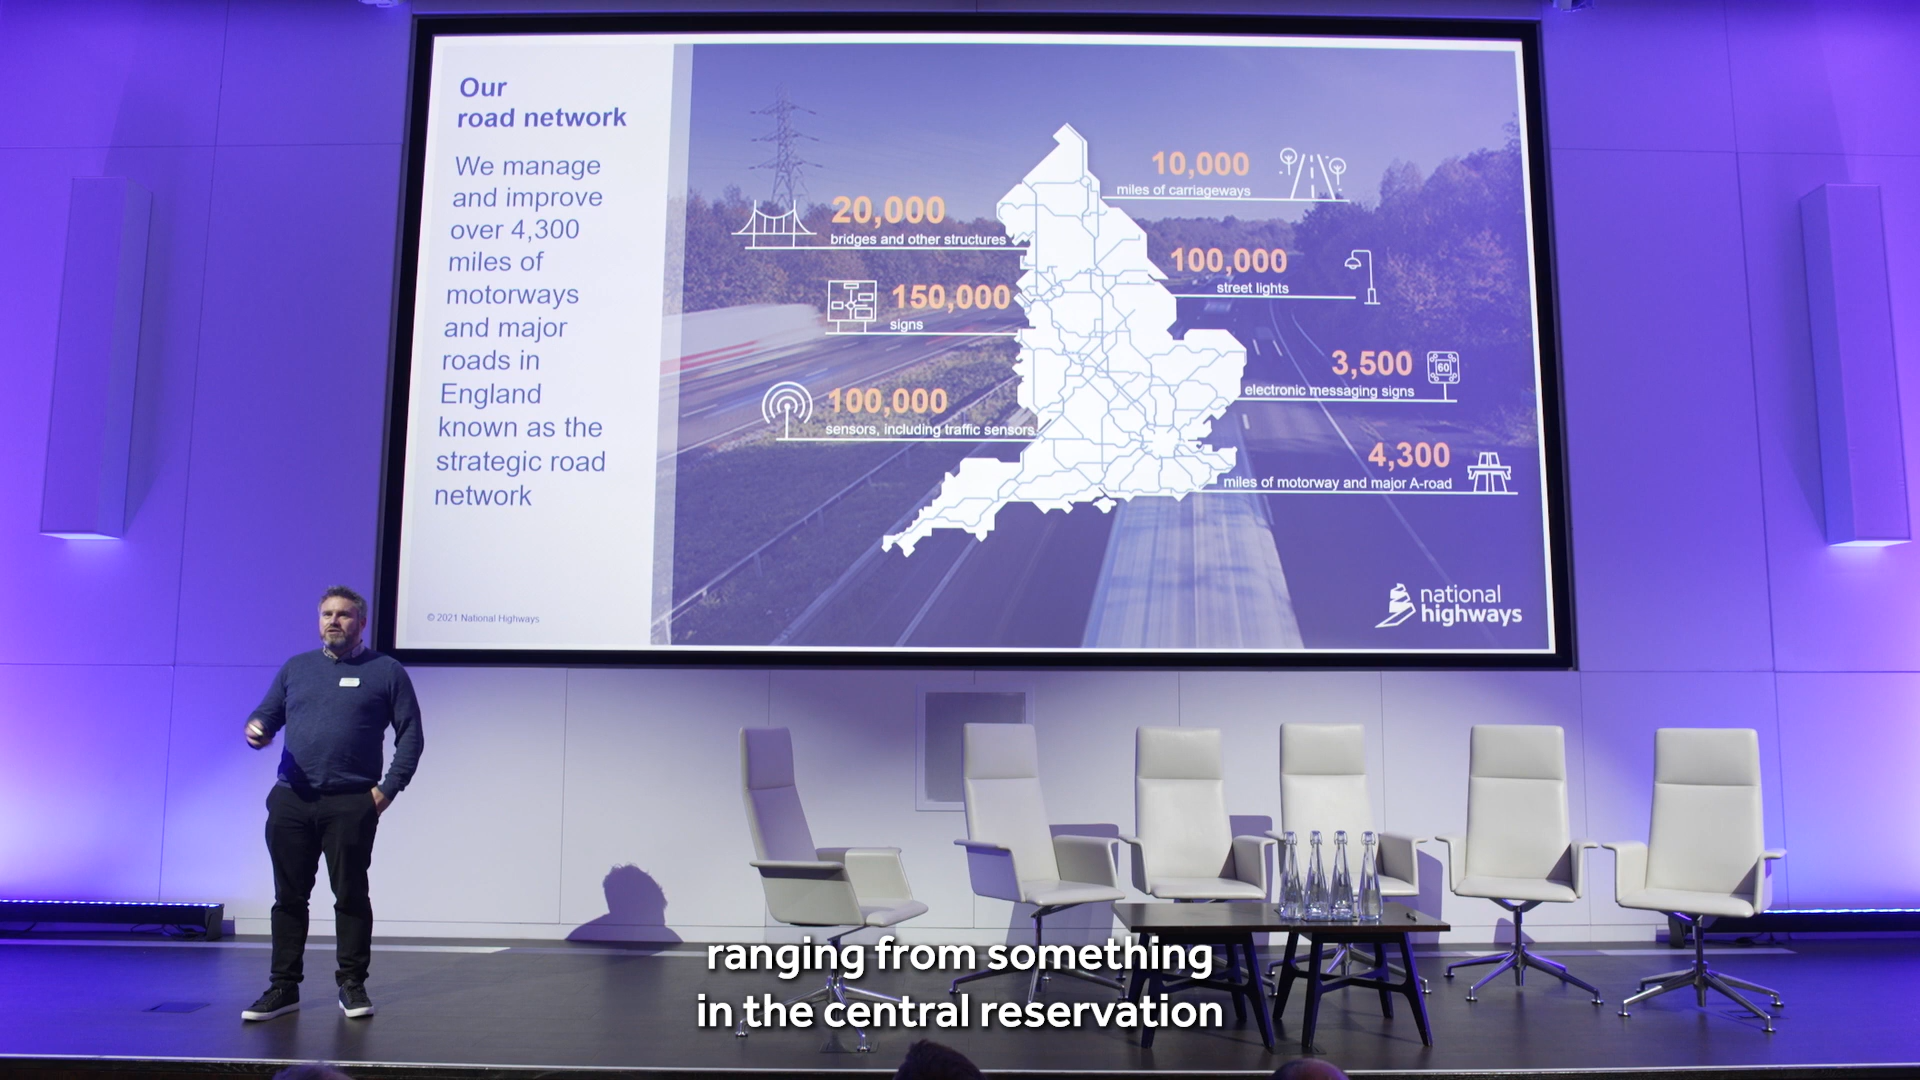 Our
road network
We manage
and improve
over 4,300
miles of
motorways
and major
roads in
England
known as the
strategic road
network
© 2021 National Highways
20,000
bridges and other structures
150,000
signs
100,000
sensors, including traffic sensors
10,000
miles of carriageways
100,000
street lights
3,500
electronic messaging signs
60
4,300
miles of motorway and major A-road
national
highways
ranging from something
in the central reservation